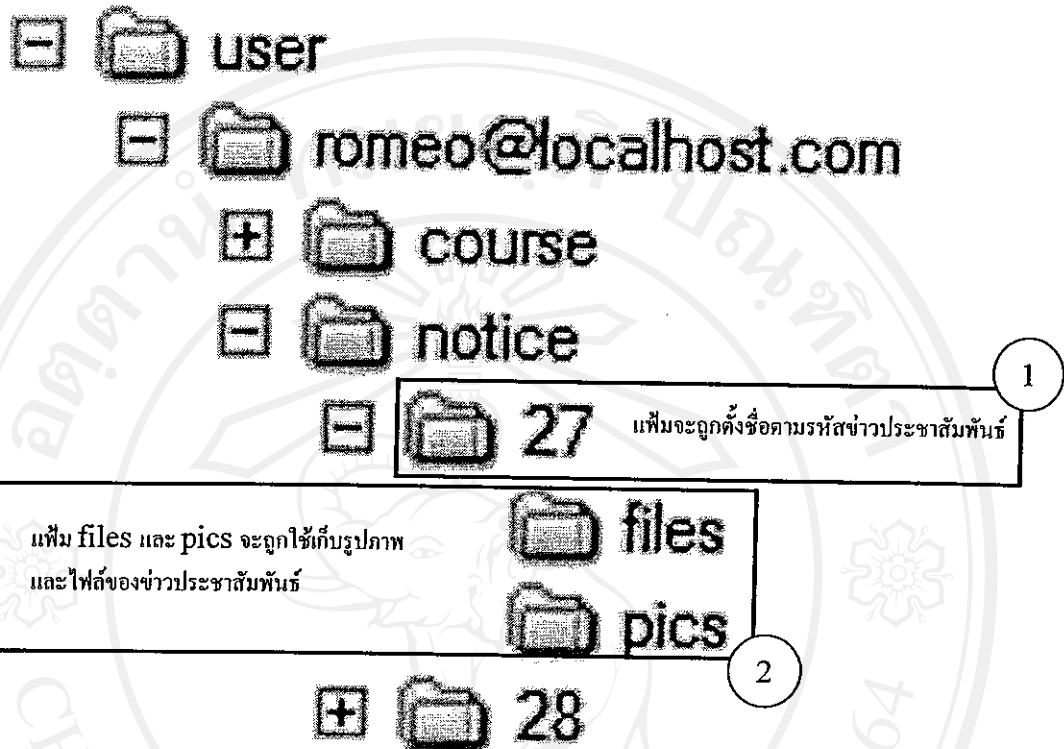 user
romeo@localhost.com
course
notice
1
27 แฟ้มจะถูกตั้งชื่อตามรหัสข่าวประชาสัมพันธ์
files
แฟ้ม files และ pics จะถูกใช้เก็บรูปภาพ
และไฟล์ของข่าวประชาสัมพันธ์
pics
2
28